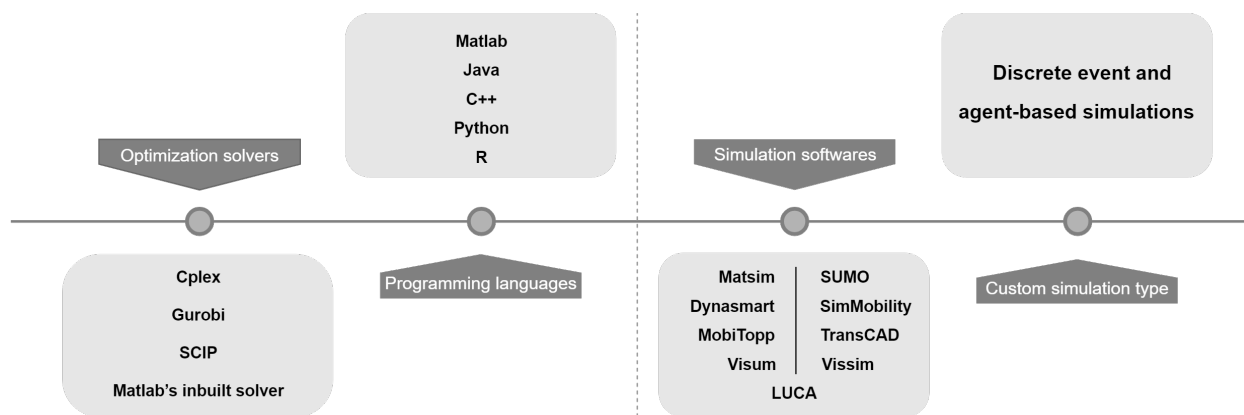 Optimization solvers
Cplex
Gurobi
SCIP
Matlab's inbuilt solver
Matlab
Java
C++
Python
R
Programming languages
Simulation softwares
Matsim
Dynasmart
MobiTopp
Visum
SUMO
SimMobility
TransCAD
Vissim
LUCA
Discrete event and
agent-based simulations
Custom simulation type